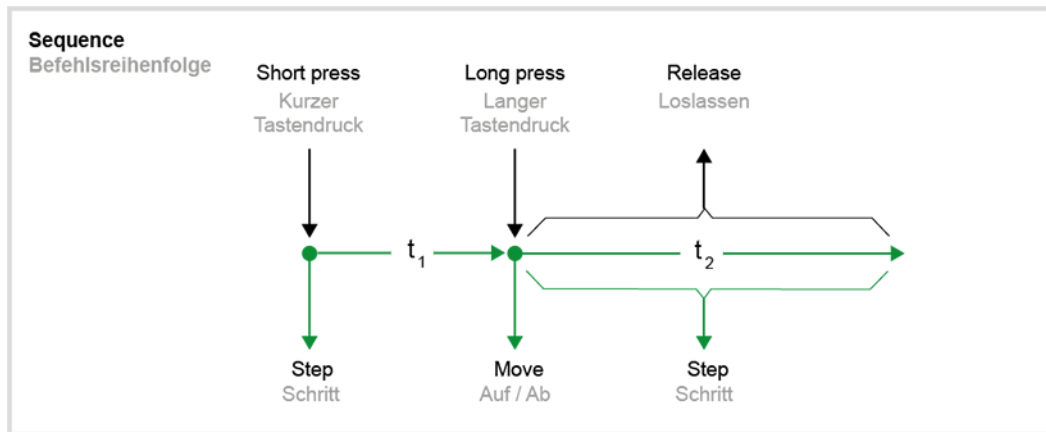 Sequence
Befehlsreihenfolge
Short press
Kurzer
Tastendruck
Long press
Langer
Tastendruck
Release
Loslassen
t1
t2
Step
Schritt
Move
Auf / Ab
Step
Schritt